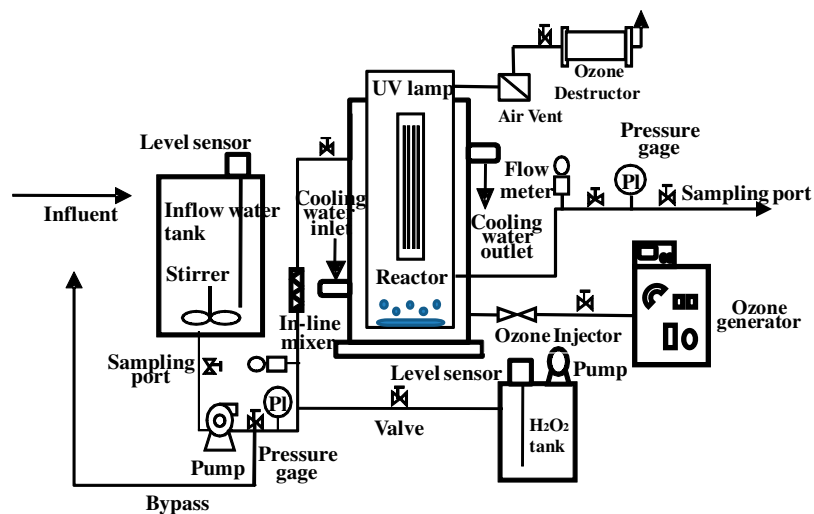 UV lamp
Ozone
Destructor
Air Vent
Level sensor
Pressure
gage
Flow
meter
PI
Sampling port
Influent
Inflow water
tank
Cooling
water
inlet
Cooling
water
outlet
Stirrer
Reactor
In-line
mixer
Ozone Injector
Ozone
generator
Sampling
port
Level sensor
Pump
PI
Valve
H₂O₂
tank
Pump
Pressure
gage
Bypass